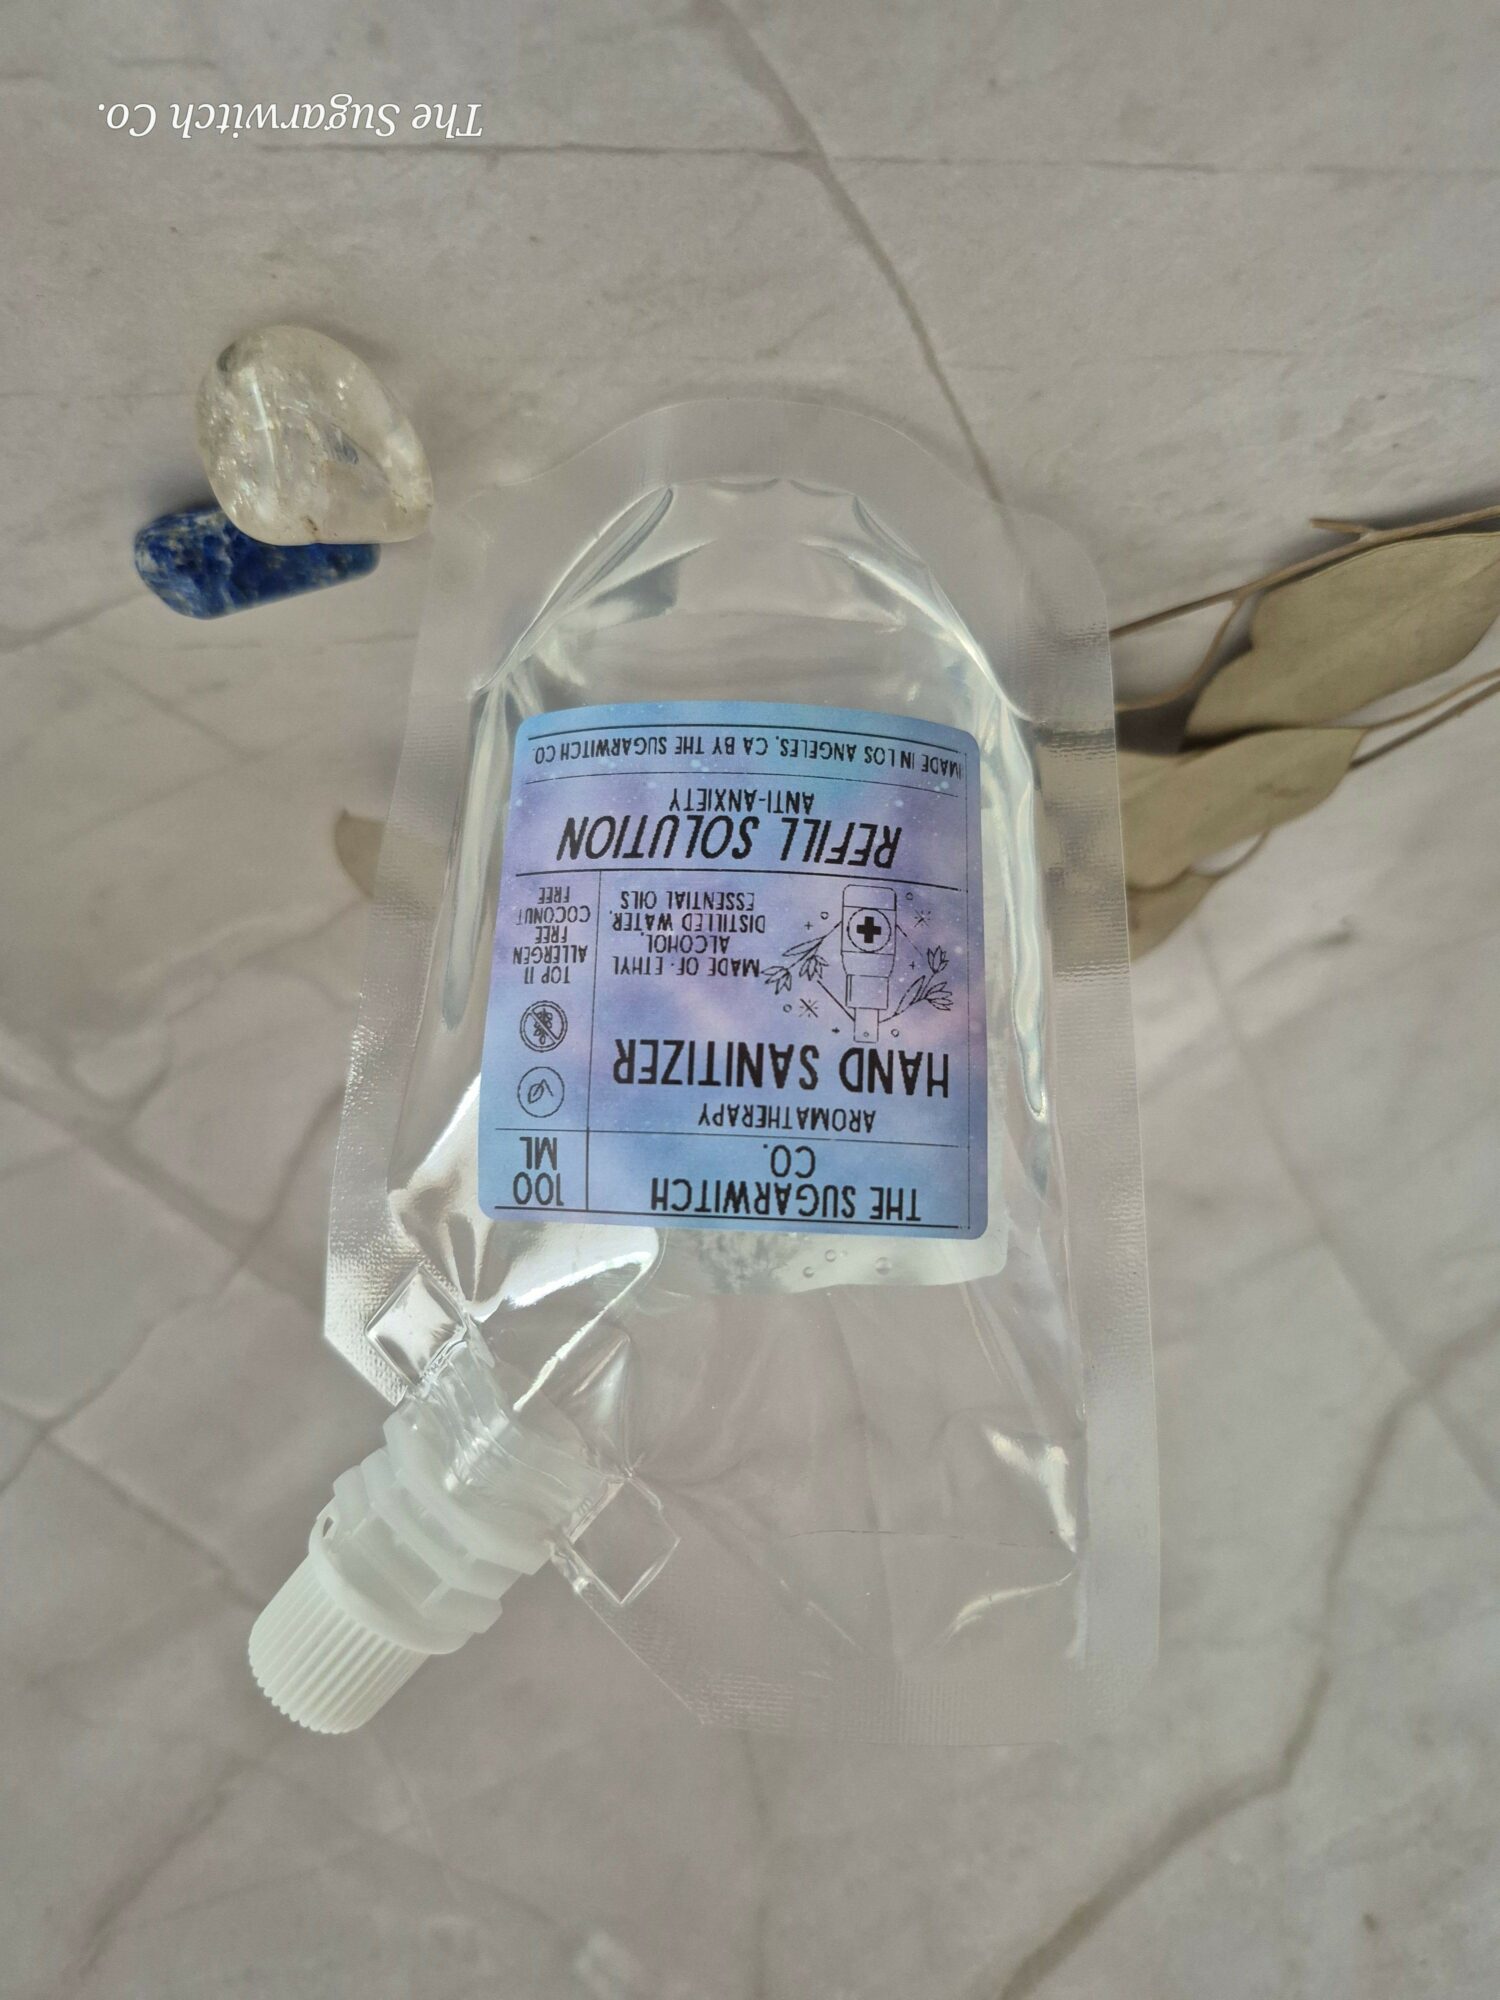 THE SUGARWITCH
CO.
100
ML
AROMATHERAPY
HAND SANITIZER
MADE OF: ETHYL
ALCOHOL,
DISTILLED WATER,
ESSENTIAL OILS
TOP 11
ALLERGEN
FREE
COCONUT
FREE
REFILL SOLUTION
ANTI-ANXIETY
MADE IN LOS ANGELES, CA BY THE SUGARWITCH CO.
The Sugarwitch Co.